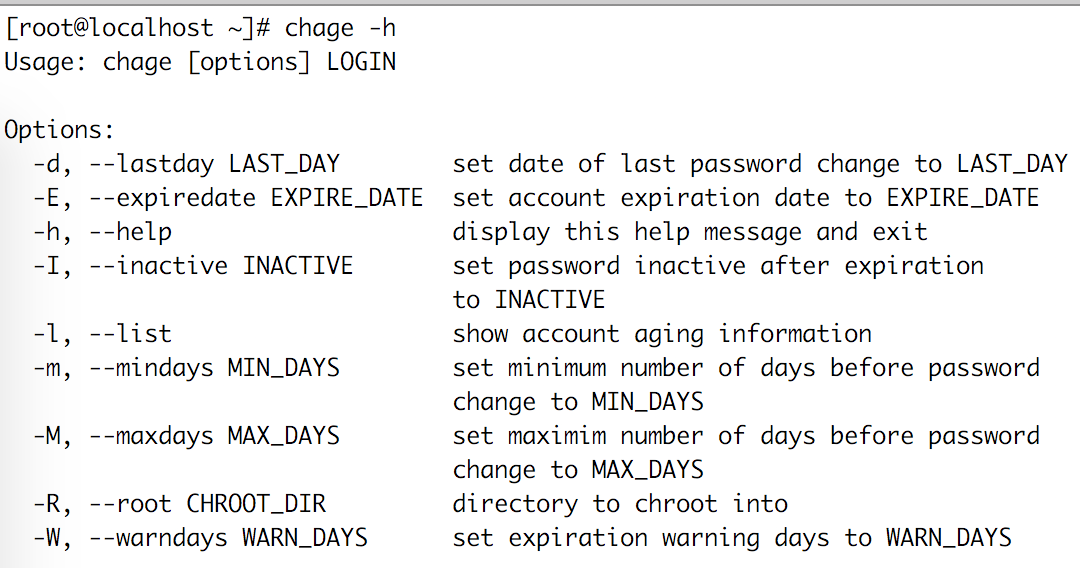 [root@localhost ~]# chage -h
Usage: chage [options] LOGIN
Options:
-d, --lastday LAST_DAY set date of last password change to LAST_DAY
-E, --expiredate EXPIRE_DATE set account expiration date to EXPIRE_DATE
-h, --help display this help message and exit
-I, --inactive INACTIVE set password inactive after expiration
to INACTIVE
-l, --list show account aging information
-m, --mindays MIN_DAYS set minimum number of days before password
change to MIN_DAYS
-M, --maxdays MAX_DAYS set maximim number of days before password
change to MAX_DAYS
-R, --root CHROOT_DIR directory to chroot into
-W, --warndays WARN_DAYS set expiration warning days to WARN_DAYS